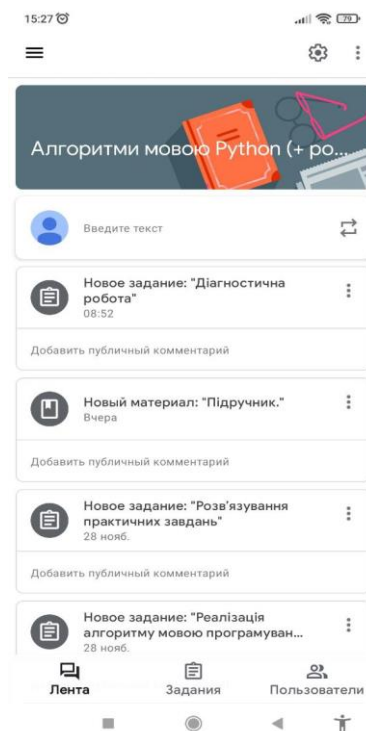 15:27
79
Алгоритми мовою Python (+ ро...
Введите текст
Новое задание: "Діагностична
робота"
08:52
Добавить публичный комментарий
Новый материал: "Підручник."
Вчера
Добавить публичный комментарий
Новое задание: "Розв'язування
практичних завдань"
28 нояб.
Добавить публичный комментарий
Новое задание: "Реалізація
алгоритму мовою програмуван...
28 нояб.
Лента Задания Пользователи